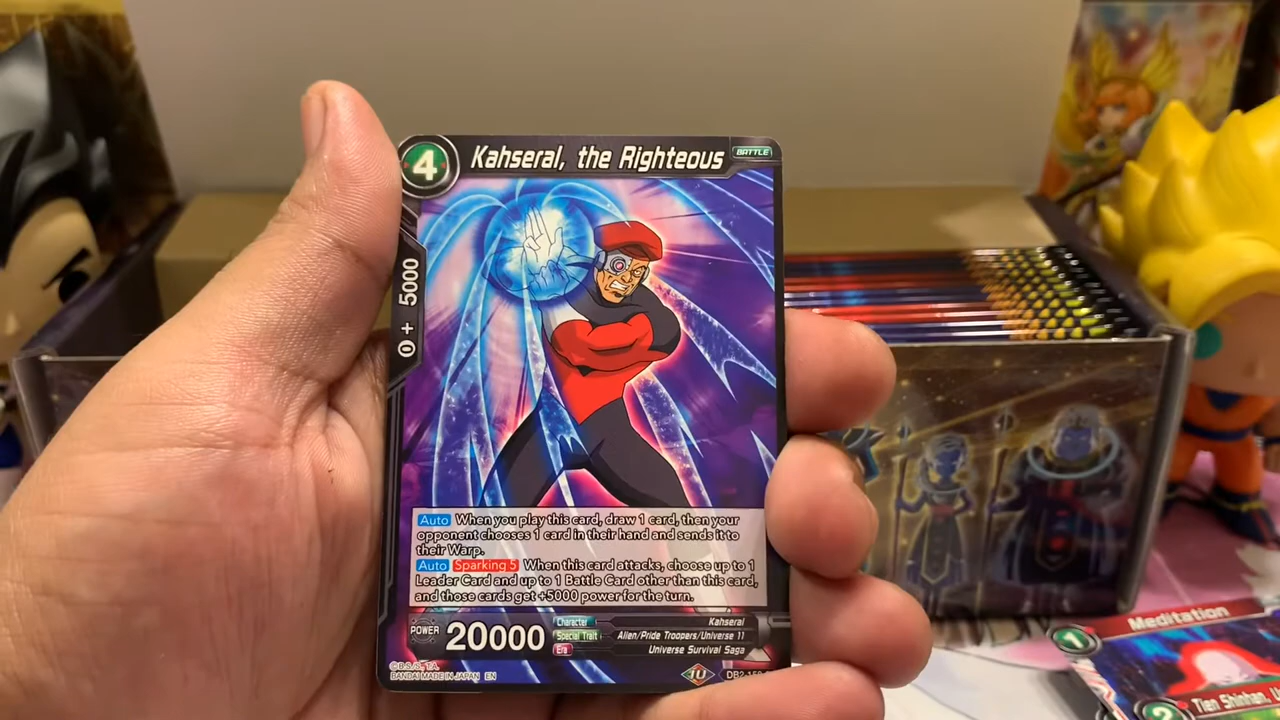 4
Kahseral, the Righteous
BATTLE
0 + 5000
Auto When you play this card, draw 1 card, then your
opponent chooses 1 card in their hand and sends it to
their Warp.
Auto Sparking 5 When this card attacks, choose up to 1
Leader Card and up to 1 Battle Card other than this card,
and those cards get +5000 power for the turn.
POWER 20000
Character Kahseral
Special Trait Alien/Pride Troopers/Universe 11
Era Universe Survival Saga
©B.S./S., T.A.
BANDAI MADE IN JAPAN EN
1U
1
Meditation
2
Tien Shinhan,